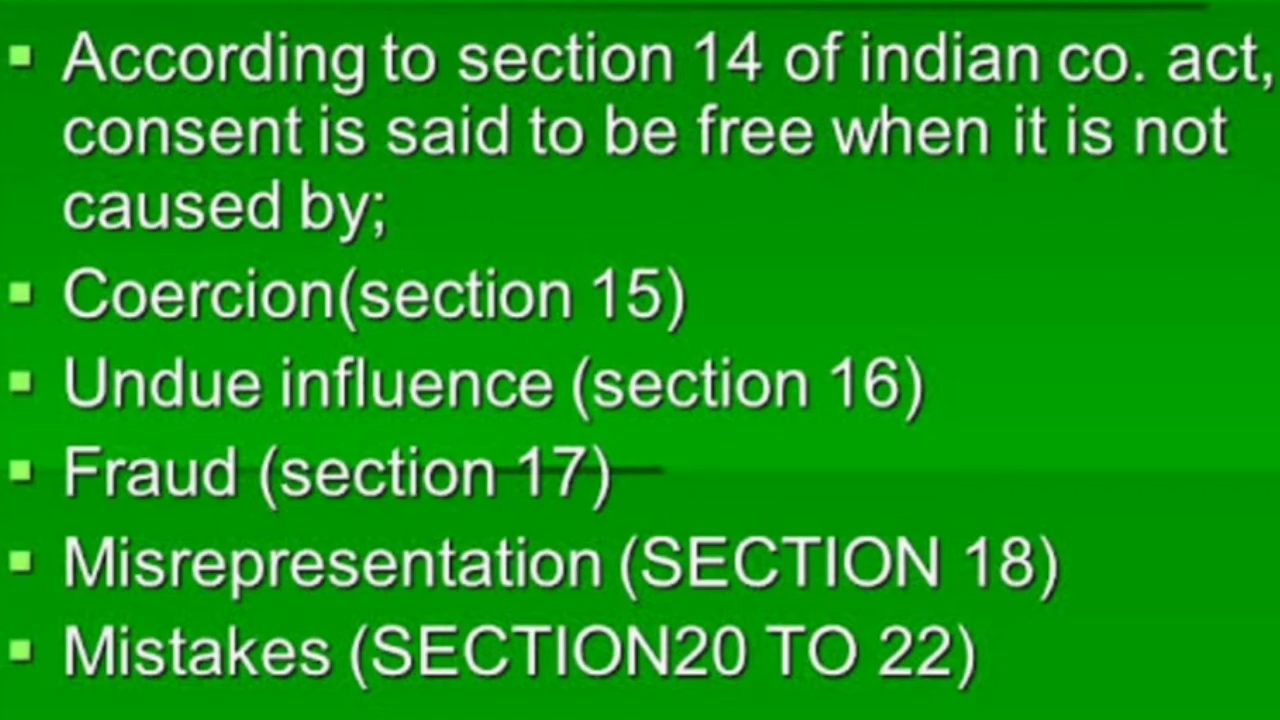 According to section 14 of indian co. act,
consent is said to be free when it is not
caused by;
Coercion(section 15)
Undue influence (section 16)
Fraud (section 17)
Misrepresentation (SECTION 18)
Mistakes (SECTION20 TO 22)